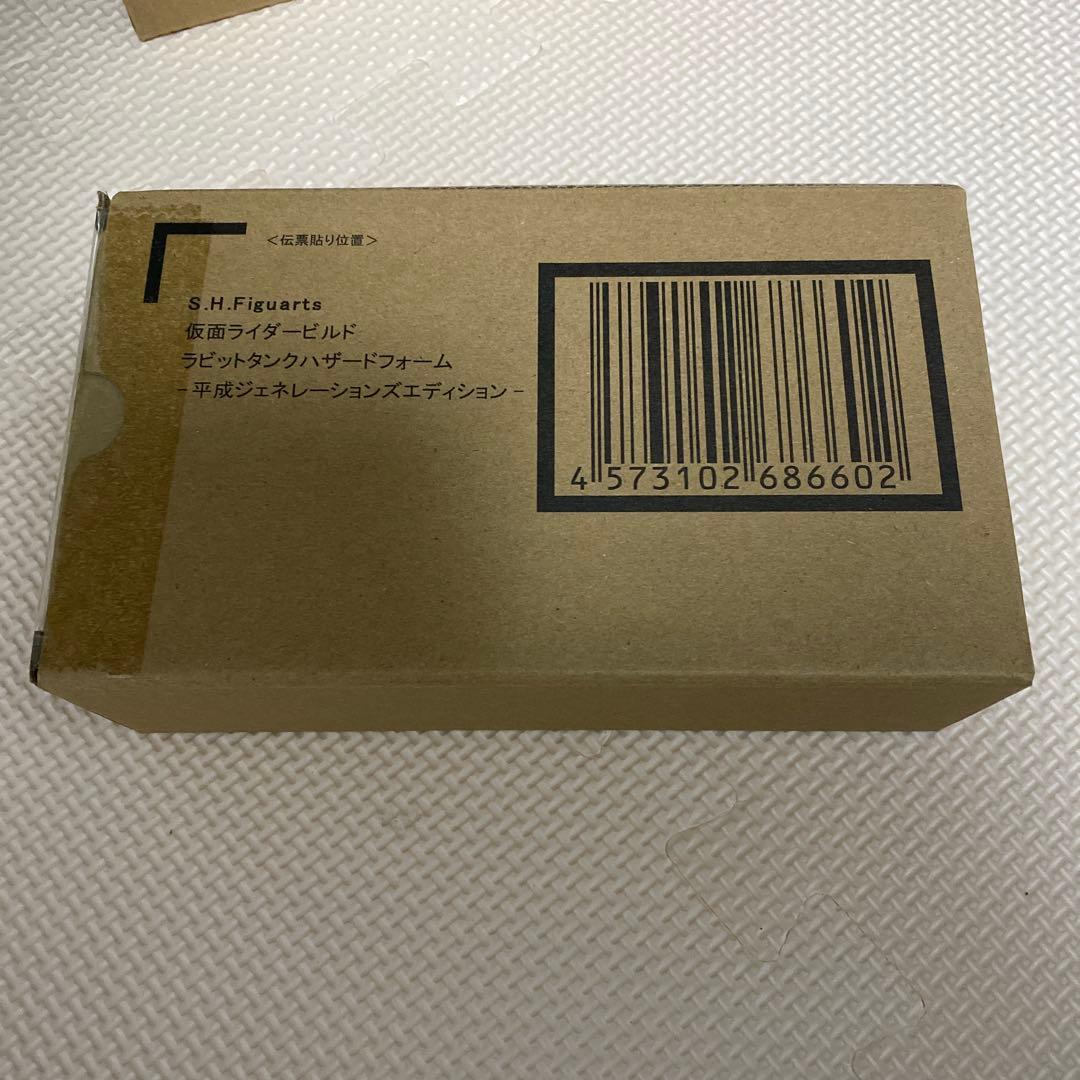 <伝票貼り位置>
S.H.Figuarts
仮面ライダービルド
ラビットタンクハザードフォーム
-平成ジェネレーションズエディション-
4 573102 686602